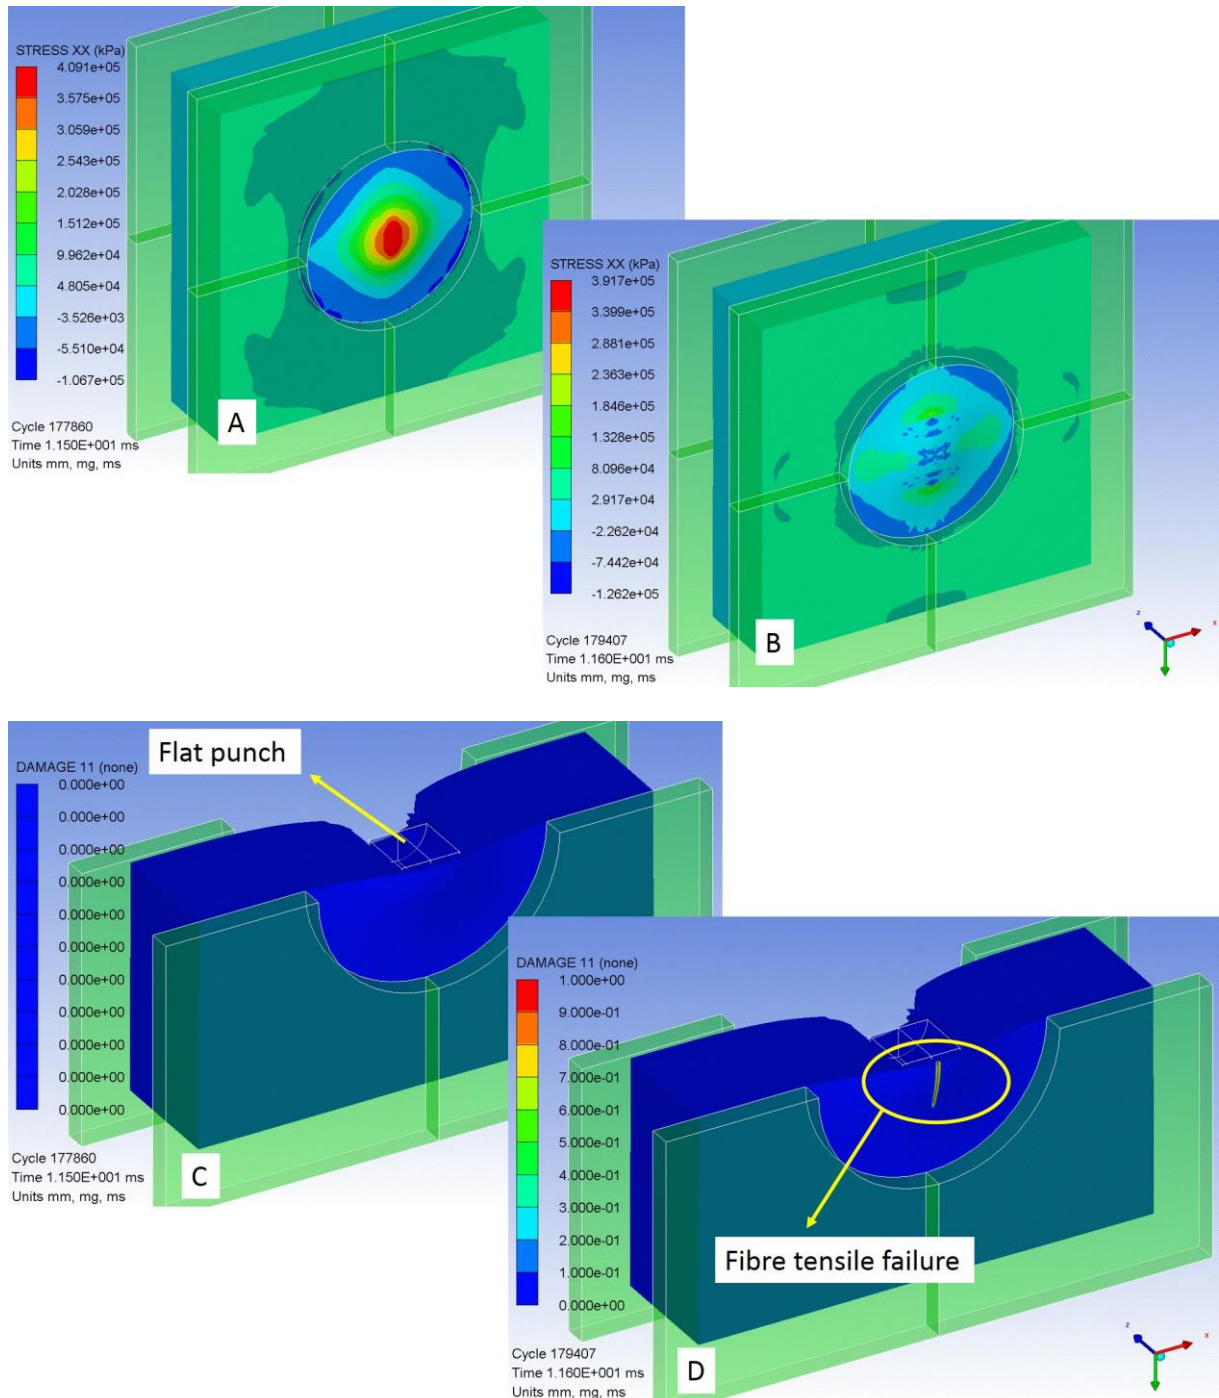 STRESS XX (kPa)
4.091e+05
3.575e+05
3.059e+05
2.543e+05
2.028e+05
1.512e+05
9.962e+04
4.805e+04
-3.526e+03
-5.510e+04
-1.067e+05
A
Cycle 177860
Time 1.150E+001 ms
Units mm, mg, ms
STRESS XX (kPa)
3.917e+05
3.399e+05
2.881e+05
2.363e+05
1.846e+05
1.328e+05
8.096e+04
2.917e+04
-2.262e+04
-7.442e+04
-1.262e+05
B
Cycle 179407
Time 1.160E+001 ms
Units mm, mg, ms
z
x
Flat punch
DAMAGE 11 (none)
0.000e+00
0.000e+00
0.000e+00
0.000e+00
0.000e+00
0.000e+00
0.000e+00
0.000e+00
0.000e+00
0.000e+00
0.000e+00
C
Cycle 177860
Time 1.150E+001 ms
Units mm, mg, ms
DAMAGE 11 (none)
1.000e+00
9.000e-01
8.000e-01
7.000e-01
6.000e-01
5.000e-01
4.000e-01
3.000e-01
2.000e-01
1.000e-01
0.000e+00
Fibre tensile failure
D
Cycle 179407
Time 1.160E+001 ms
Units mm, mg, ms
z
x